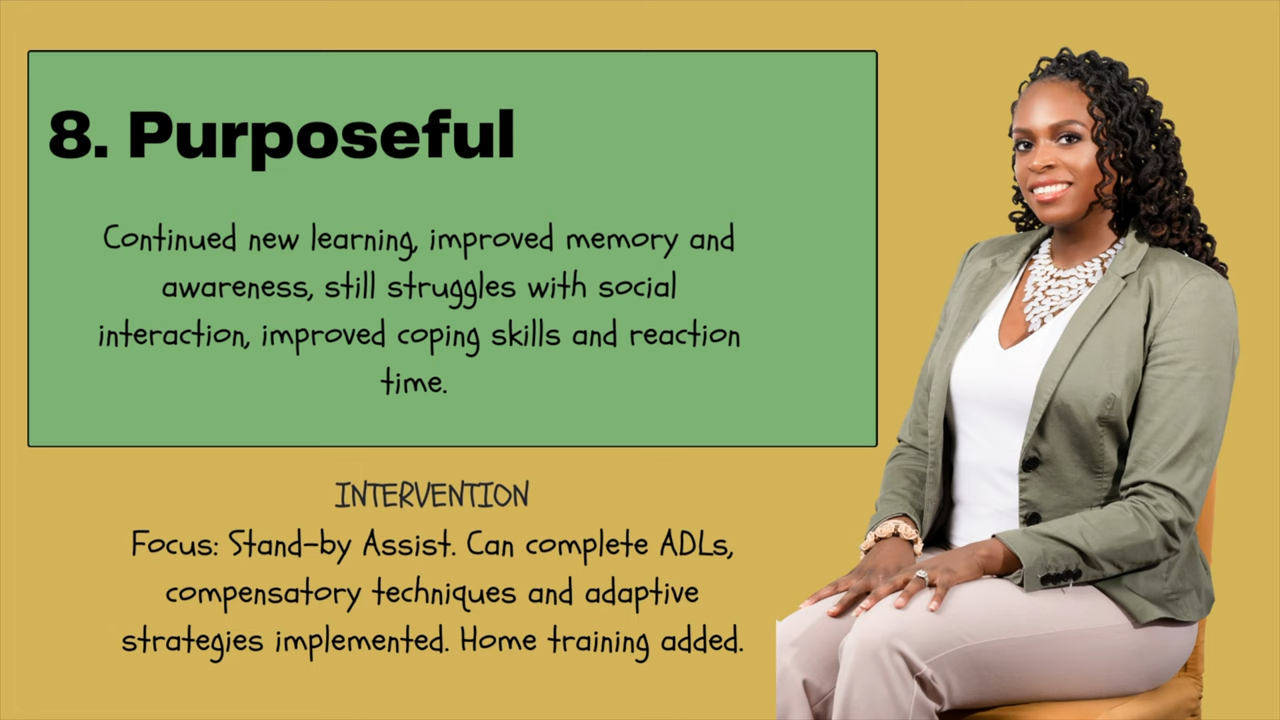 8. Purposeful
Continued new learning, improved memory and
awareness, still struggles with social
interaction, improved coping skills and reaction
time.
INTERVENTION
Focus: Stand-by Assist. Can complete ADLs,
compensatory techniques and adaptive
strategies implemented. Home training added.